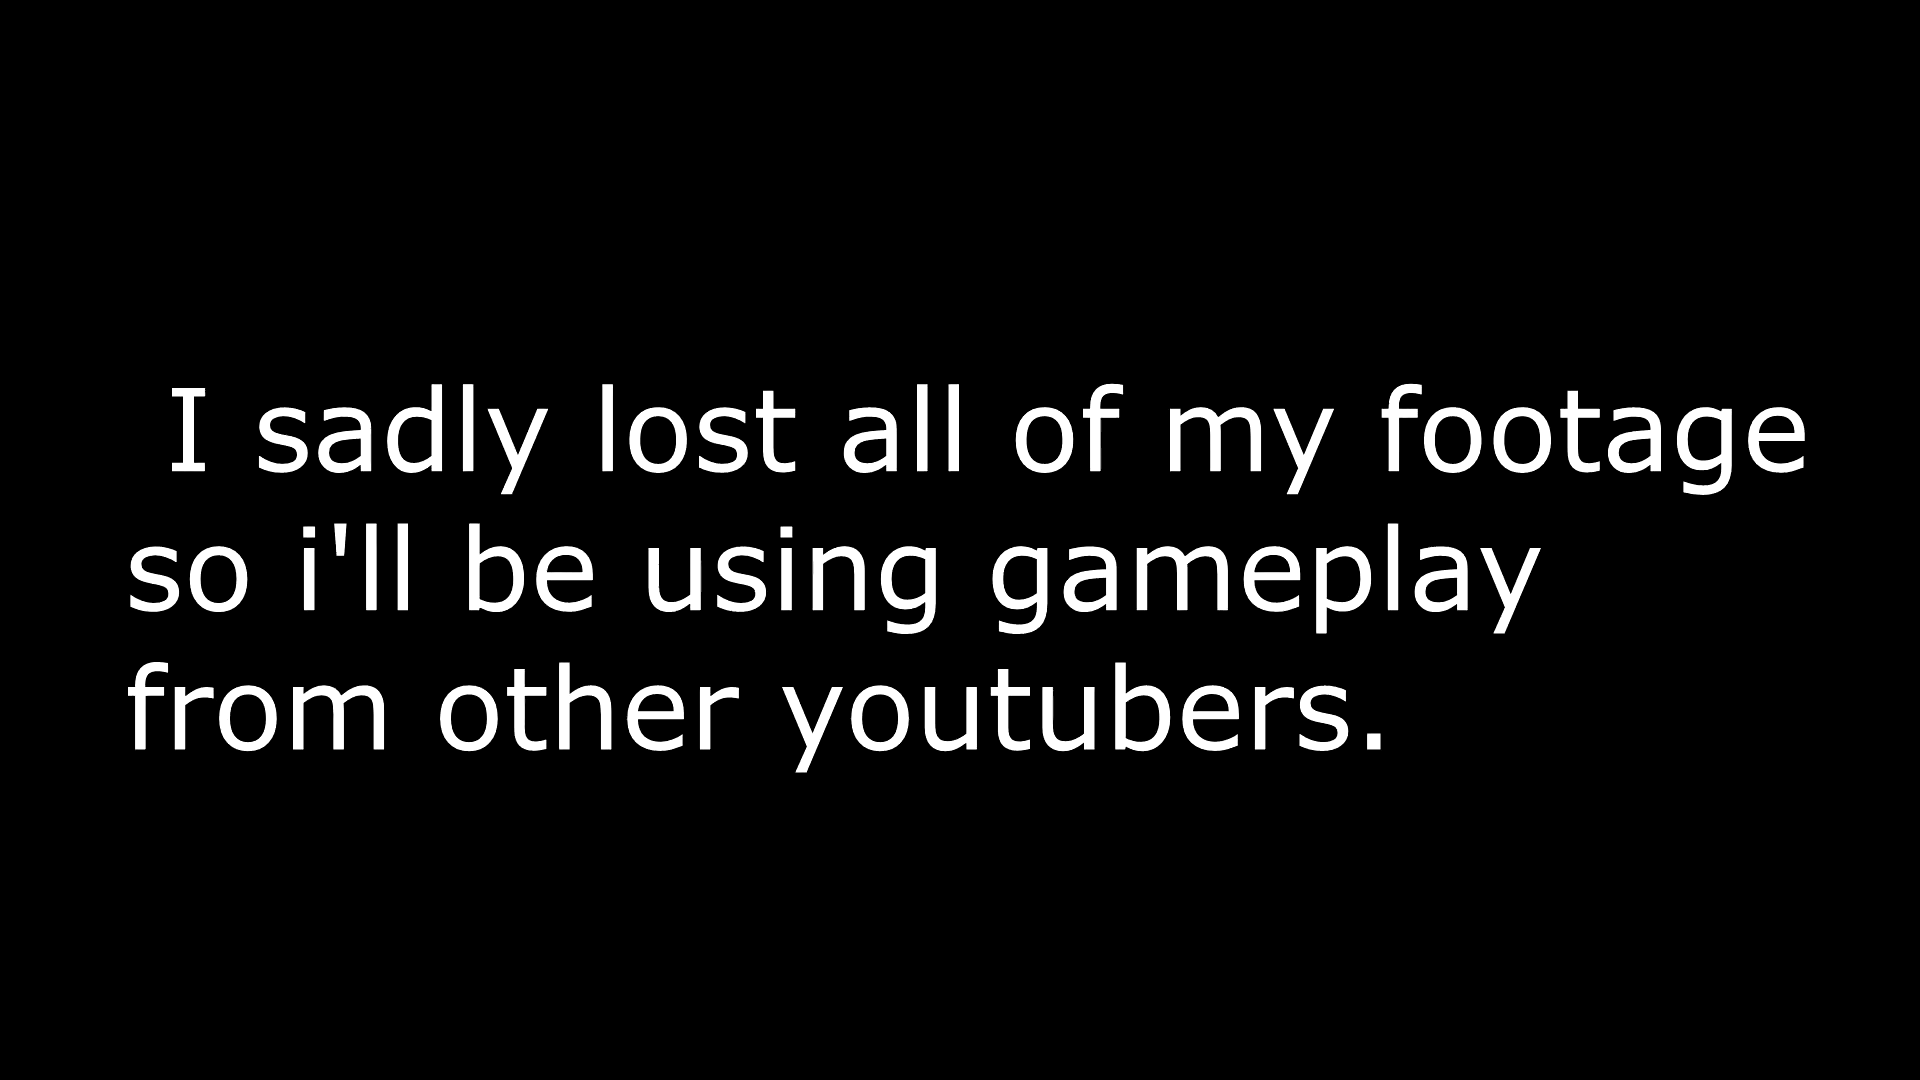 I sadly lost all of my footage
so i'll be using gameplay
from other youtubers.